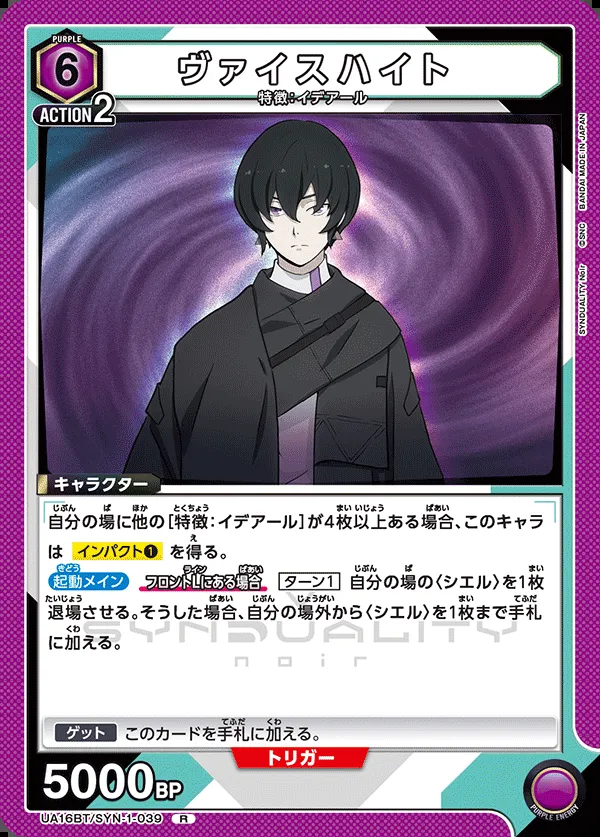 PURPLE
6
ACTION2
ヴァイスハイト
特徴：イデアール
BANDAI MADE IN JAPAN
©SNC
SYNDUALITY Noir
キャラクター
自分の場に他の[特徴：イデアール]が4枚以上ある場合、このキャラ
は インパクト❶ を得る。
起動メイン フロントLにある場合 ターン1 自分の場の〈シエル〉を1枚
退場させる。そうした場合、自分の場外から〈シエル〉を1枚まで手札
に加える。
SYNDUALITY
noir
ゲット このカードを手札に加える。
トリガー
5000BP
PURPLE ENERGY
UA16BT/SYN-1-039 R